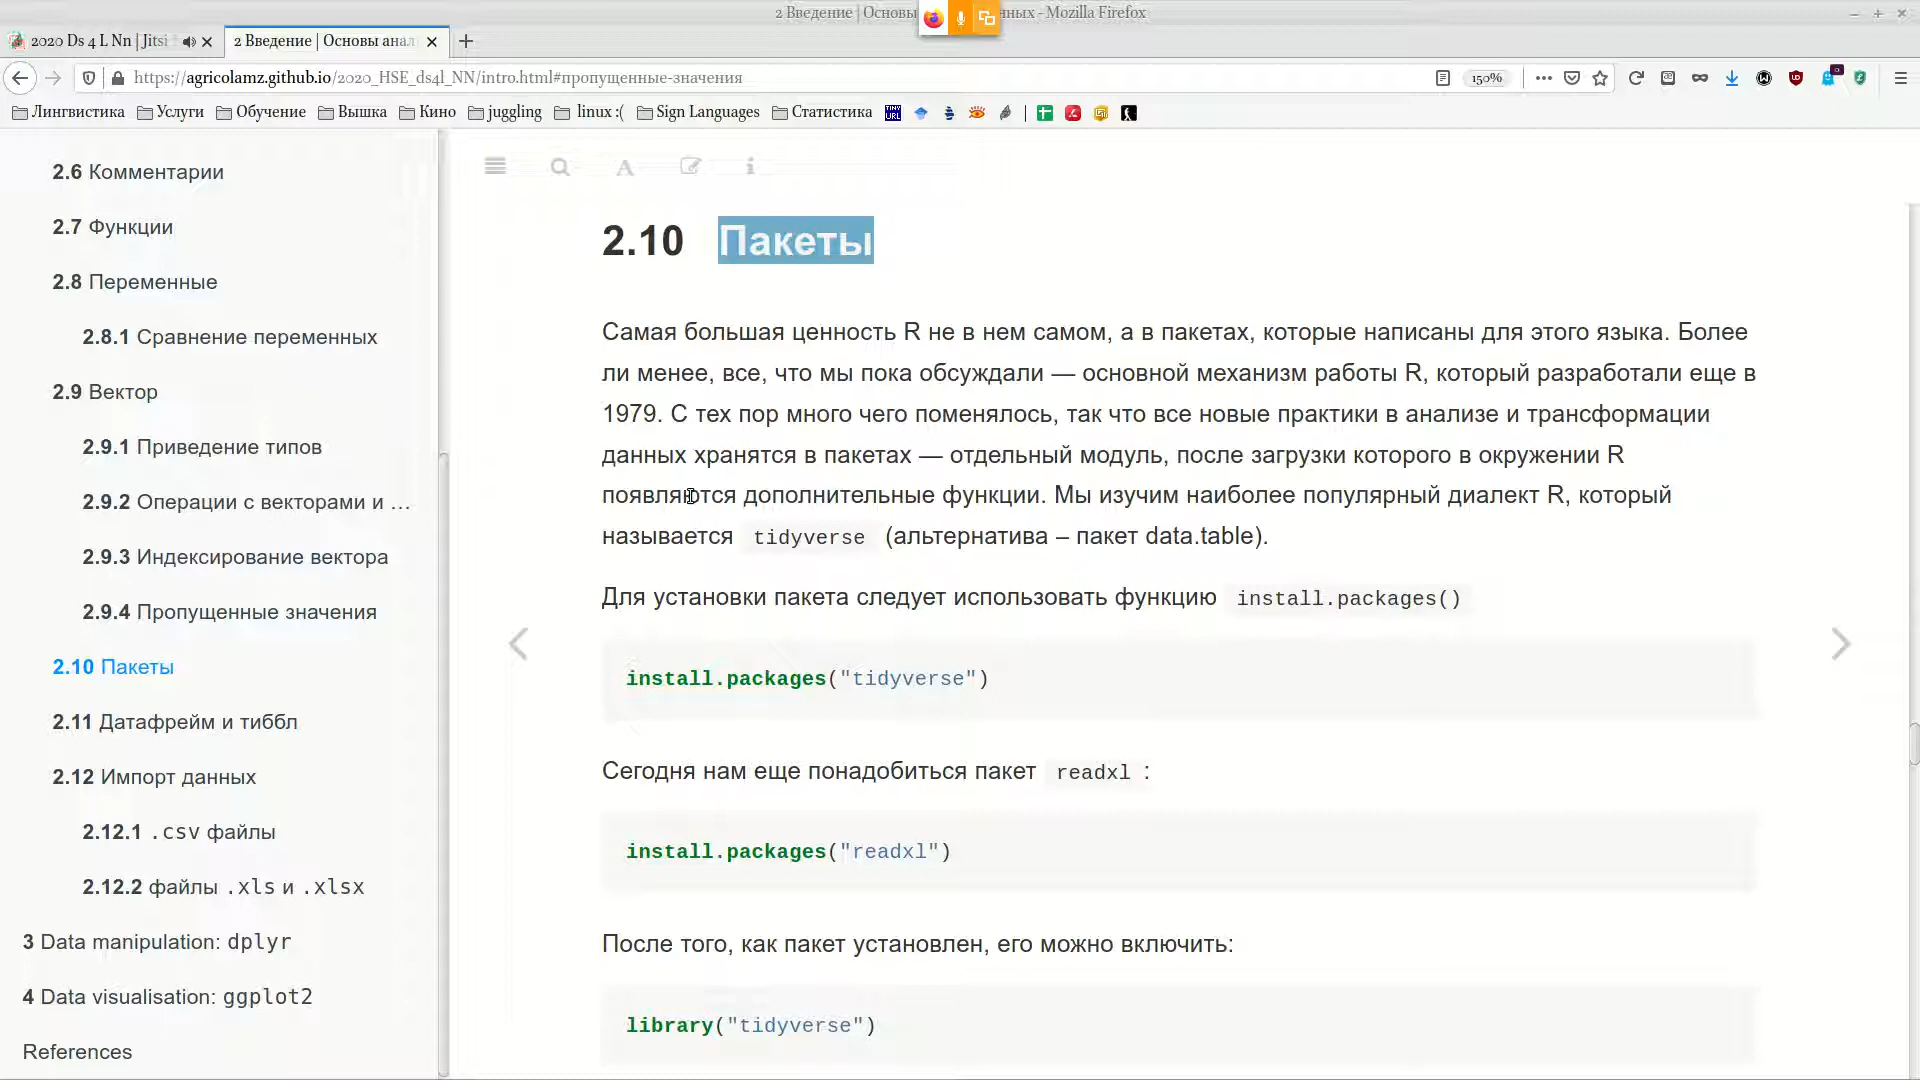 2 Введение | Основы
нных - Mozilla Firefox
2020 Ds 4 L Nn | Jitsi
2 Введение | Основы анал
https://agricolamz.github.io/2020_HSE_ds4l_NN/intro.html#пропущенные-значения
150%
Лингвистика Услуги Обучение Вышка Кино juggling linux :( Sign Languages Статистика
2.6 Комментарии
2.7 Функции
2.8 Переменные
2.8.1 Сравнение переменных
2.9 Вектор
2.9.1 Приведение типов
2.9.2 Операции с векторами и …
2.9.3 Индексирование вектора
2.9.4 Пропущенные значения
2.10 Пакеты
2.11 Датафрейм и тиббл
2.12 Импорт данных
2.12.1 .csv файлы
2.12.2 файлы .xls и .xlsx
3 Data manipulation: dplyr
4 Data visualisation: ggplot2
References
2.10 Пакеты
Самая большая ценность R не в нем самом, а в пакетах, которые написаны для этого языка. Более
ли менее, все, что мы пока обсуждали — основной механизм работы R, который разработали еще в
1979. С тех пор много чего поменялось, так что все новые практики в анализе и трансформации
данных хранятся в пакетах — отдельный модуль, после загрузки которого в окружении R
появляются дополнительные функции. Мы изучим наиболее популярный диалект R, который
называется tidyverse (альтернатива – пакет data.table).
Для установки пакета следует использовать функцию install.packages()
install.packages("tidyverse")
Сегодня нам еще понадобиться пакет readxl :
install.packages("readxl")
После того, как пакет установлен, его можно включить:
library("tidyverse")